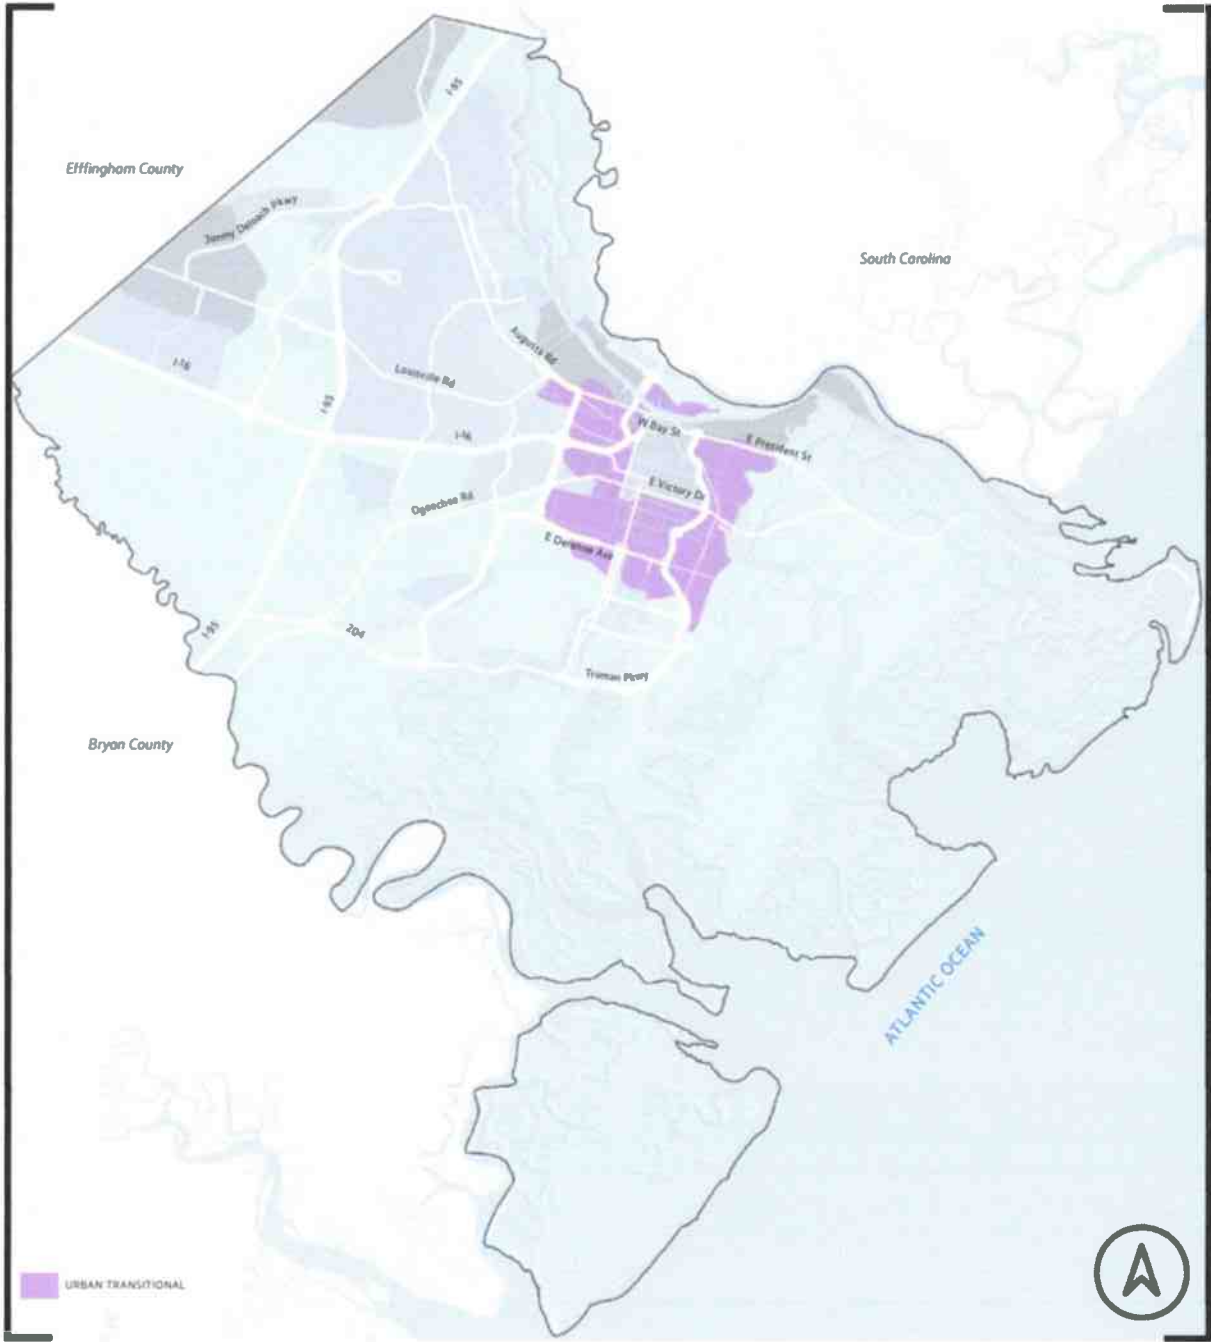 I-95
Efffingham County
Jimmy Deloach Pkwy
South Carolina
Augusta Rd
I-16
Louisville Rd
I-95
W Bay St
I-16
E President St
E Victory Dr
Ogeechee Rd
E Derenne Ave
I-95
204
Truman Pkwy
Bryan County
ATLANTIC OCEAN
URBAN TRANSITIONAL